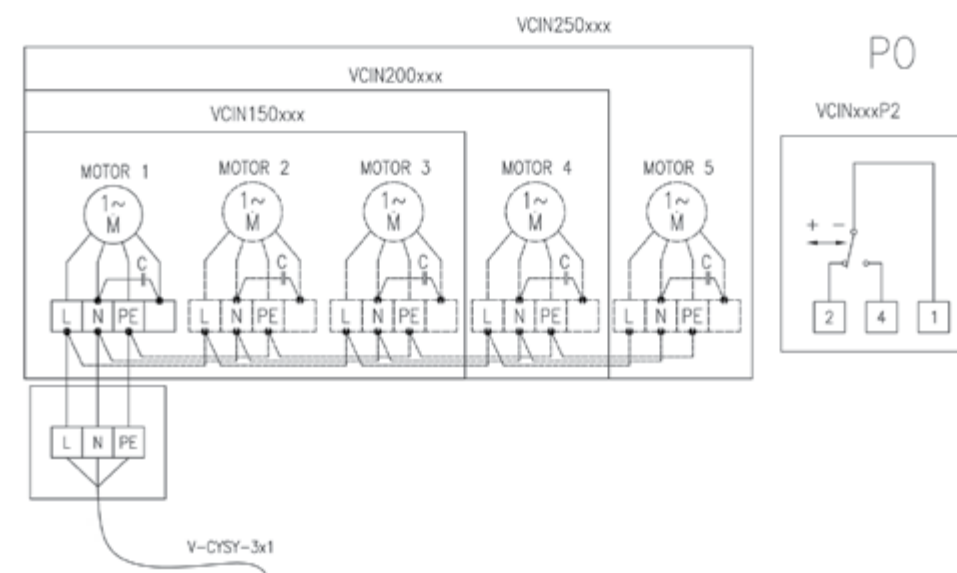 VCIN250xxx
PO
VCIN200xxx
VCINxxxP2
VCIN150xxx
MOTOR 1 MOTOR 2 MOTOR 3 MOTOR 4 MOTOR 5
1~ 1~ 1~ 1~ 1~
M M M M M
+ -
C C C C C
L N PE L N PE L N PE L N PE L N PE 2 4 1
L N PE
V-CYSY-3x1